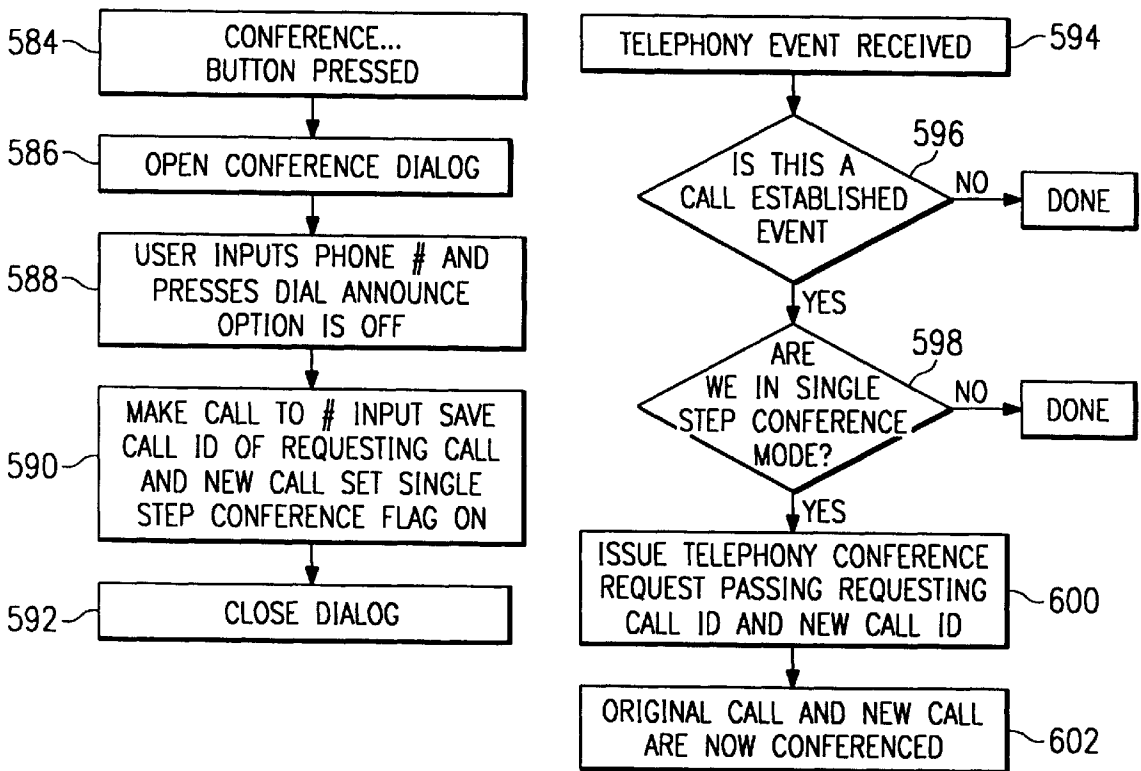 584
CONFERENCE...
BUTTON PRESSED
586
OPEN CONFERENCE DIALOG
588
USER INPUTS PHONE # AND
PRESSES DIAL ANNOUNCE
OPTION IS OFF
590
MAKE CALL TO # INPUT SAVE
CALL ID OF REQUESTING CALL
AND NEW CALL SET SINGLE
STEP CONFERENCE FLAG ON
592
CLOSE DIALOG
TELEPHONY EVENT RECEIVED
594
IS THIS A
CALL ESTABLISHED
EVENT
596
NO
DONE
YES
ARE
WE IN SINGLE
STEP CONFERENCE
MODE?
598
NO
DONE
YES
ISSUE TELEPHONY CONFERENCE
REQUEST PASSING REQUESTING
CALL ID AND NEW CALL ID
600
ORIGINAL CALL AND NEW CALL
ARE NOW CONFERENCED
602